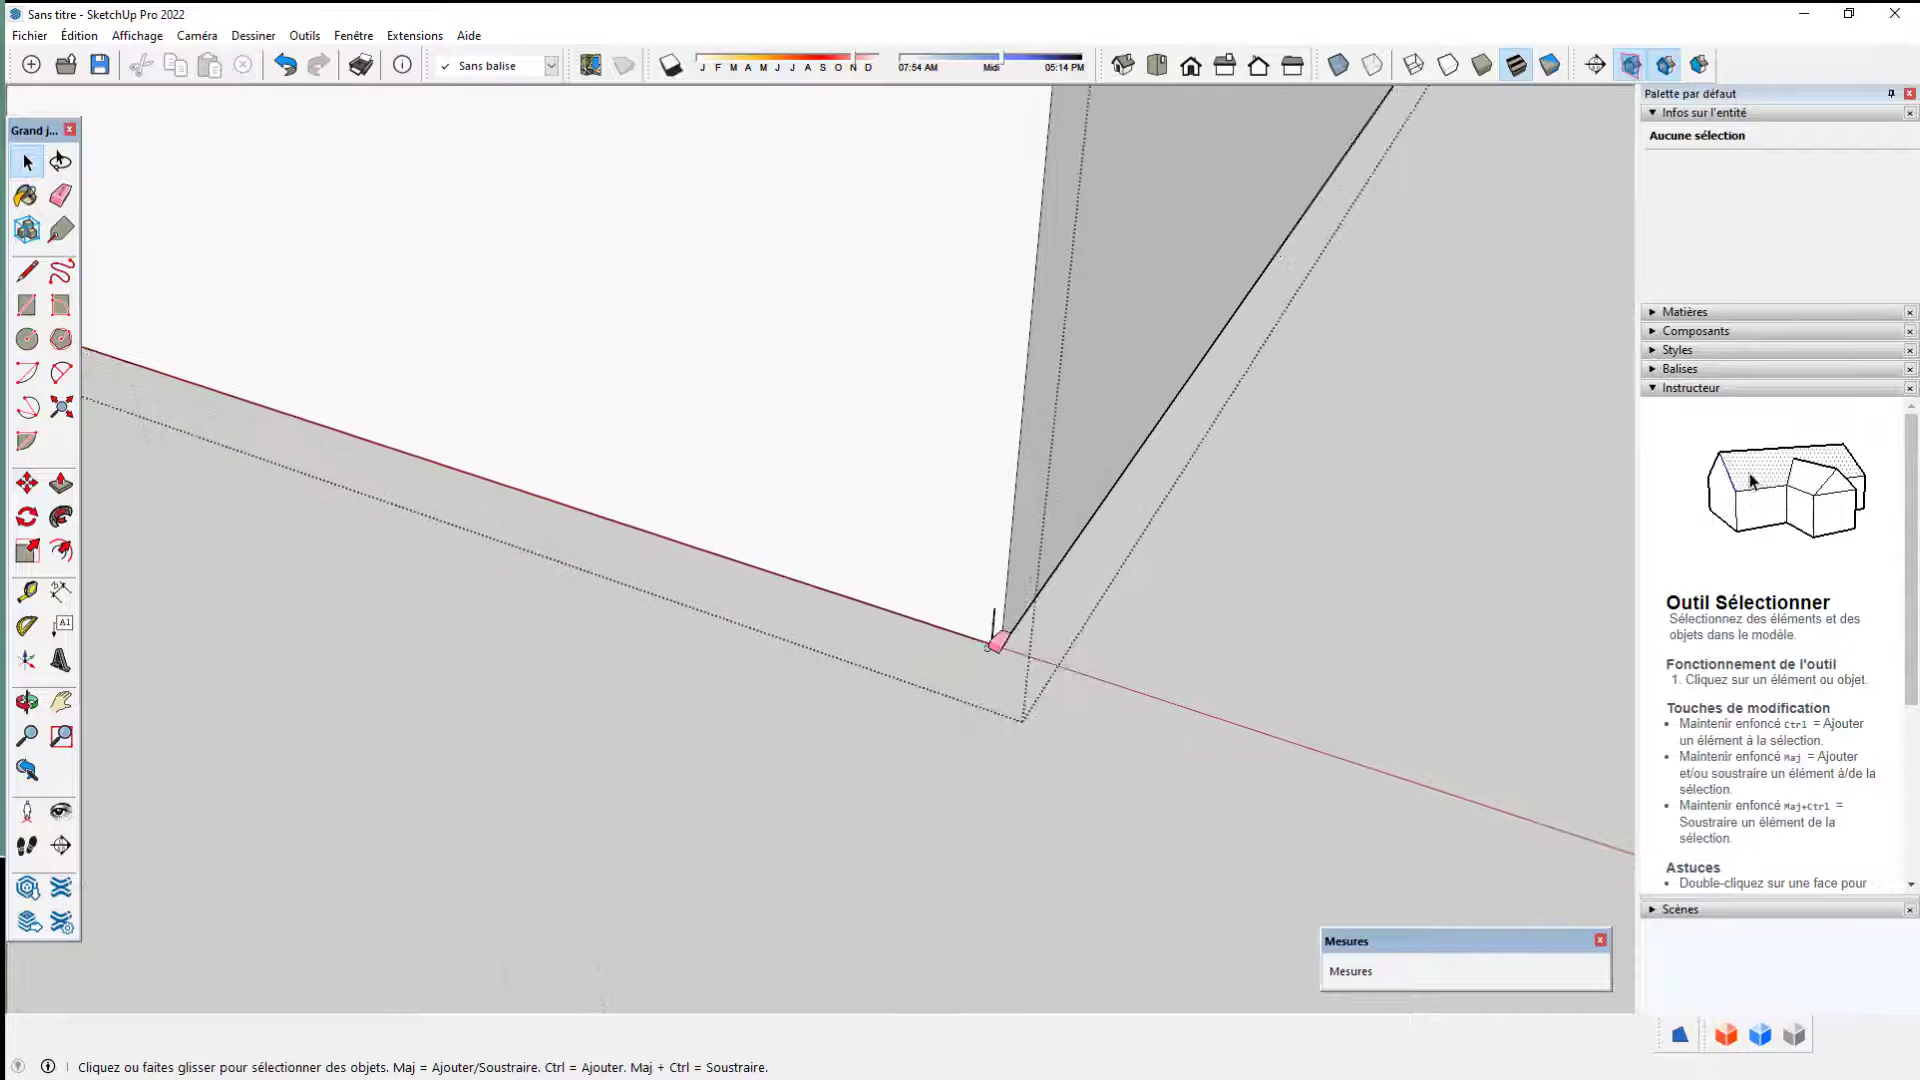 Sans titre - SketchUp Pro 2022
Fichier Édition Affichage Caméra Dessiner Outils Fenêtre Extensions Aide
Sans balise
J F M A M J J A S O N D
07:54 AM Midi 05:14 PM
Palette par défaut
Infos sur l'entité
Aucune sélection
Grand j...
A1
Matières
Composants
Styles
Balises
Instructeur
Outil Sélectionner
Sélectionnez des éléments et des
objets dans le modèle.
Fonctionnement de l'outil
1. Cliquez sur un élément ou objet.
Touches de modification
• Maintenir enfoncé Ctrl = Ajouter
un élément à la sélection.
• Maintenir enfoncé Maj = Ajouter
et/ou soustraire un élément à/de la
sélection.
• Maintenir enfoncé Maj+Ctrl =
Soustraire un élément de la
sélection.
Astuces
• Double-cliquez sur une face pour
Scènes
Mesures
Mesures
Cliquez ou faites glisser pour sélectionner des objets. Maj = Ajouter/Soustraire. Ctrl = Ajouter. Maj + Ctrl = Soustraire.